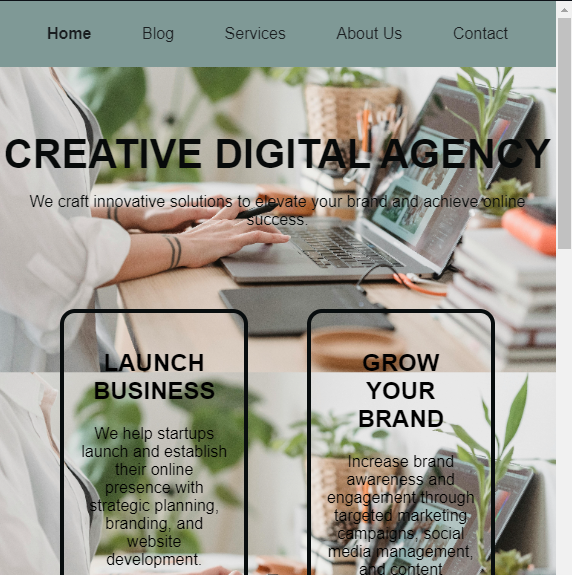 Home Blog Services About Us Contact
CREATIVE DIGITAL AGENCY
We craft innovative solutions to elevate your brand and achieve online
success.
LAUNCH
BUSINESS
We help startups
launch and establish
their online
presence with
strategic planning,
branding, and
website
development.
GROW
YOUR
BRAND
Increase brand
awareness and
engagement through
targeted marketing
campaigns, social
media management,
and content